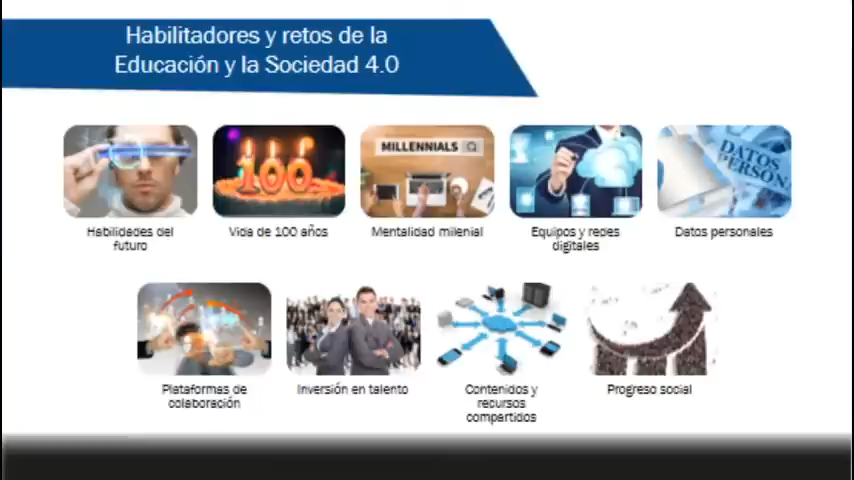 Habilitadores y retos de la
Educación y la Sociedad 4.0
MILLENNIALS
100
DATOS
PERSONA
Habilidades del
futuro
Vida de 100 años
Mentalidad milenial
Equipos y redes
digitales
Datos personales
Plataformas de
colaboración
Inversión en talento
Contenidos y
recursos
compartidos
Progreso social